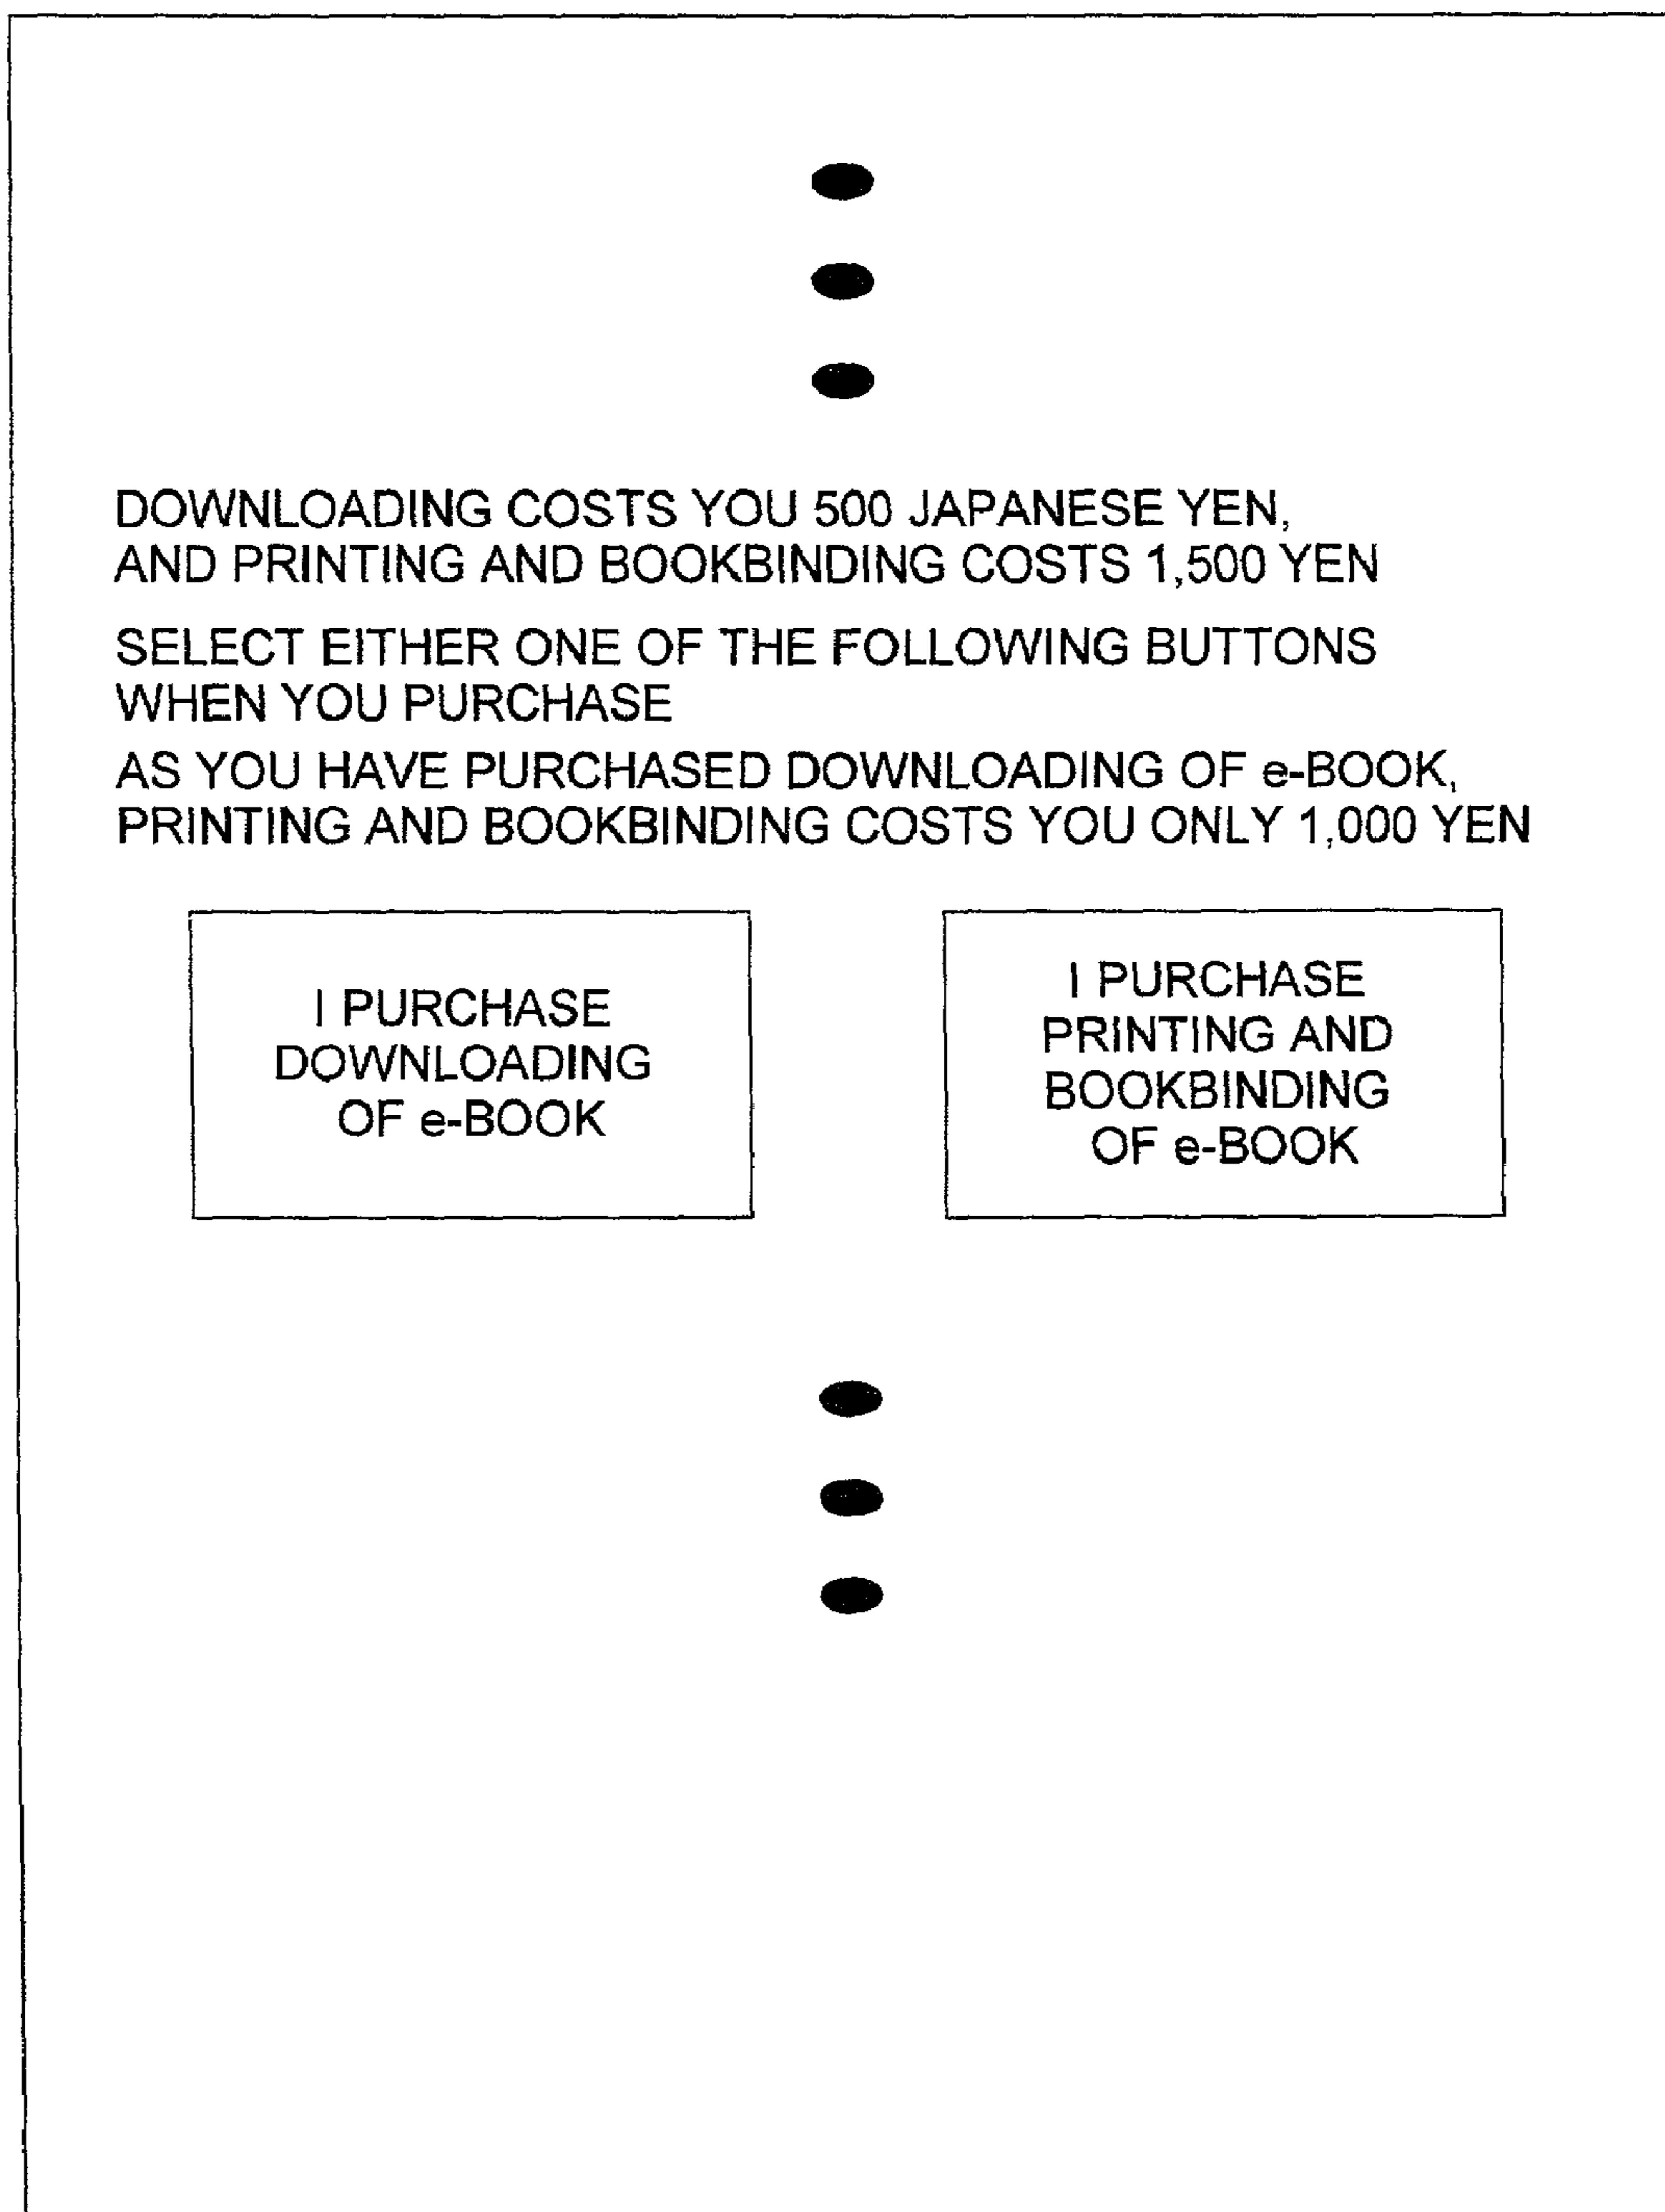 DOWNLOADING COSTS YOU 500 JAPANESE YEN,
AND PRINTING AND BOOKBINDING COSTS 1,500 YEN
SELECT EITHER ONE OF THE FOLLOWING BUTTONS
WHEN YOU PURCHASE
AS YOU HAVE PURCHASED DOWNLOADING OF e-BOOK,
PRINTING AND BOOKBINDING COSTS YOU ONLY 1,000 YEN
I PURCHASE
DOWNLOADING
OF e-BOOK
I PURCHASE
PRINTING AND
BOOKBINDING
OF e-BOOK